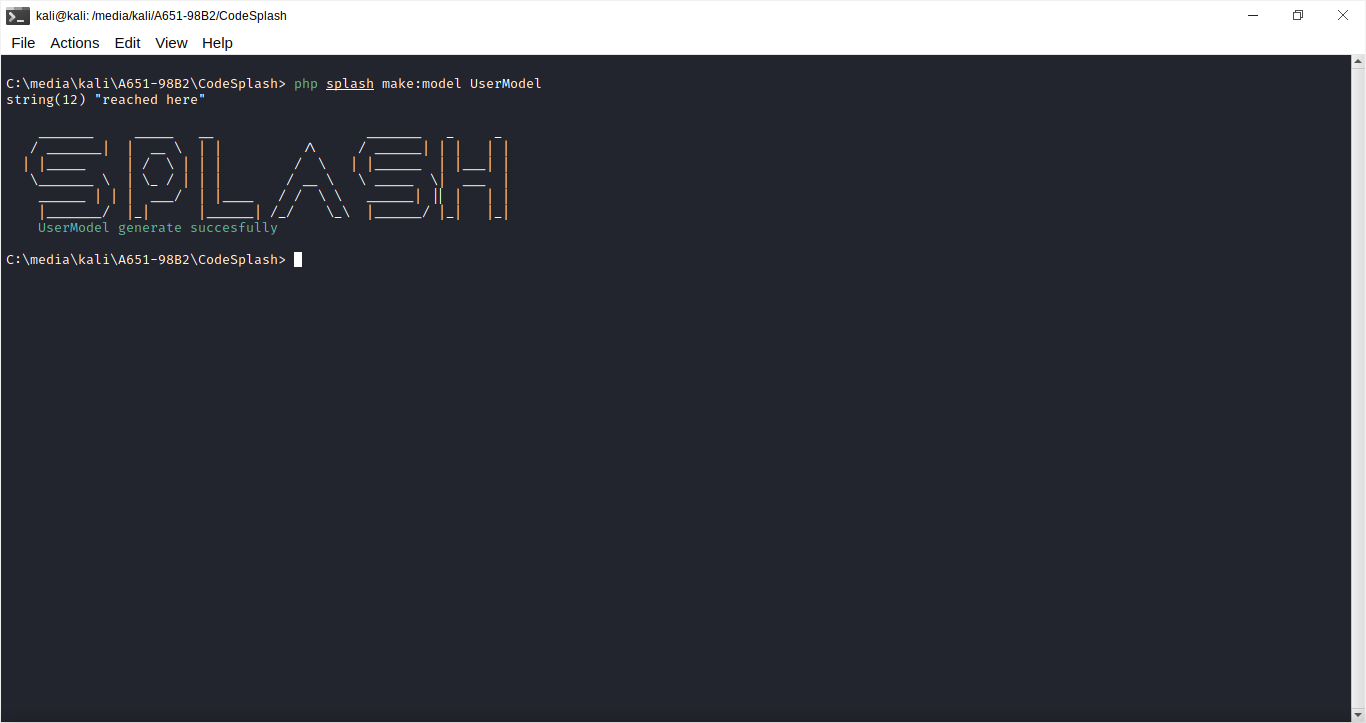 kali@kali: /media/kali/A651-98B2/CodeSplash
File Actions Edit View Help
C:\media\kali\A651-98B2\CodeSplash> php splash make:model UserModel
string(12) "reached here"
SPLASH
UserModel generate succesfully
C:\media\kali\A651-98B2\CodeSplash>